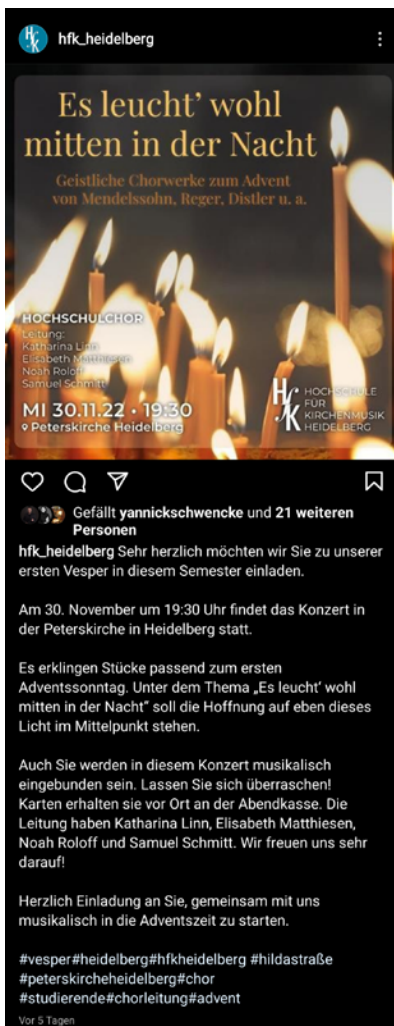 hfk_heidelberg
Es leucht’ wohl
mitten in der Nacht
Geistliche Chorwerke zum Advent
von Mendelssohn, Reger, Distler u. a.
HOCHSCHULCHOR
Leitung:
Katharina Linn
Elisabeth Matthiesen
Noah Roloff
Samuel Schmitt
MI 30.11.22 • 19:30
Peterskirche Heidelberg
HfK
HOCHSCHULE
FÜR
KIRCHENMUSIK
HEIDELBERG
Gefällt yannickschwencke und 21 weiteren
Personen
hfk_heidelberg Sehr herzlich möchten wir Sie zu unserer
ersten Vesper in diesem Semester einladen.
Am 30. November um 19:30 Uhr findet das Konzert in
der Peterskirche in Heidelberg statt.
Es erklingen Stücke passend zum ersten
Adventssonntag. Unter dem Thema „Es leucht‘ wohl
mitten in der Nacht“ soll die Hoffnung auf eben dieses
Licht im Mittelpunkt stehen.
Auch Sie werden in diesem Konzert musikalisch
eingebunden sein. Lassen Sie sich überraschen!
Karten erhalten sie vor Ort an der Abendkasse. Die
Leitung haben Katharina Linn, Elisabeth Matthiesen,
Noah Roloff und Samuel Schmitt. Wir freuen uns sehr
darauf!
Herzlich Einladung an Sie, gemeinsam mit uns
musikalisch in die Adventszeit zu starten.
#vesper#heidelberg#hfkheidelberg #hildastraße
#peterskircheheidelberg#chor
#studierende#chorleitung#advent
Vor 5 Tagen